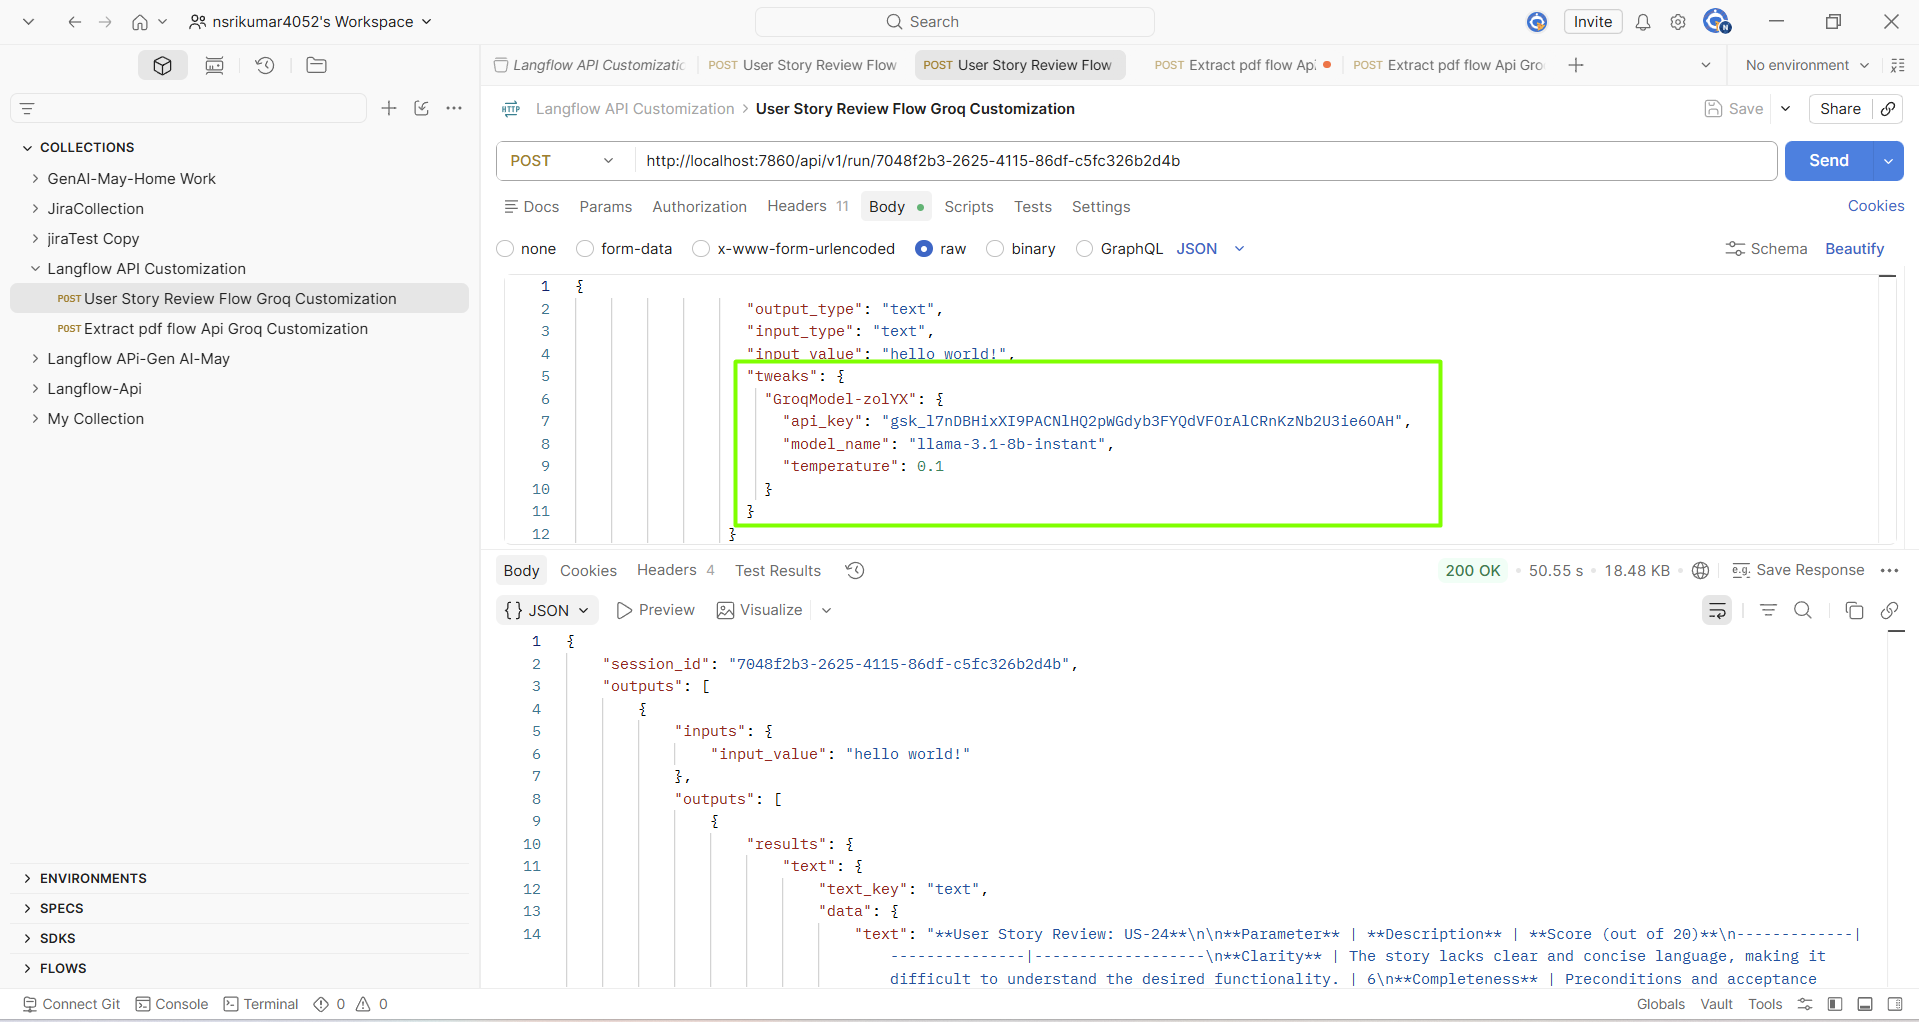 nsrikumar4052's Workspace
Search
Invite
Langflow API Customizatic
POST User Story Review Flow
POST User Story Review Flow
POST Extract pdf flow Ap
POST Extract pdf flow Api Gro
No environment
Langflow API Customization > User Story Review Flow Groq Customization
Save
Share
COLLECTIONS
GenAI-May-Home Work
JiraCollection
jiraTest Copy
Langflow API Customization
POST User Story Review Flow Groq Customization
POST Extract pdf flow Api Groq Customization
Langflow APi-Gen AI-May
Langflow-Api
My Collection
ENVIRONMENTS
SPECS
SDKS
FLOWS
POST
http://localhost:7860/api/v1/run/7048f2b3-2625-4115-86df-c5fc326b2d4b
Send
Docs Params Authorization Headers 11 Body Scripts Tests Settings
Cookies
none form-data x-www-form-urlencoded raw binary GraphQL JSON
Schema Beautify
1 {
2 "output_type": "text",
3 "input_type": "text",
4 "input_value": "hello world!",
5 "tweaks": {
6 "GroqModel-zolYX": {
7 "api_key": "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",
8 "model_name": "llama-3.1-8b-instant",
9 "temperature": 0.1
10 }
11 }
12 }
Body Cookies Headers 4 Test Results
200 OK • 50.55 s • 18.48 KB • e.g. Save Response
{} JSON Preview Visualize
1 {
2 "session_id": "7048f2b3-2625-4115-86df-c5fc326b2d4b",
3 "outputs": [
4 {
5 "inputs": {
6 "input_value": "hello world!"
7 },
8 "outputs": [
9 {
10 "results": {
11 "text": {
12 "text_key": "text",
13 "data": {
14 "text": "**User Story Review: US-24**\n\n**Parameter** | **Description** | **Score (out of 20)**\n-------------|
---------------|-------------------\n**Clarity** | The story lacks clear and concise language, making it
difficult to understand the desired functionality. | 6\n**Completeness** | Preconditions and acceptance
Connect Git Console Terminal 0 0
Globals Vault Tools